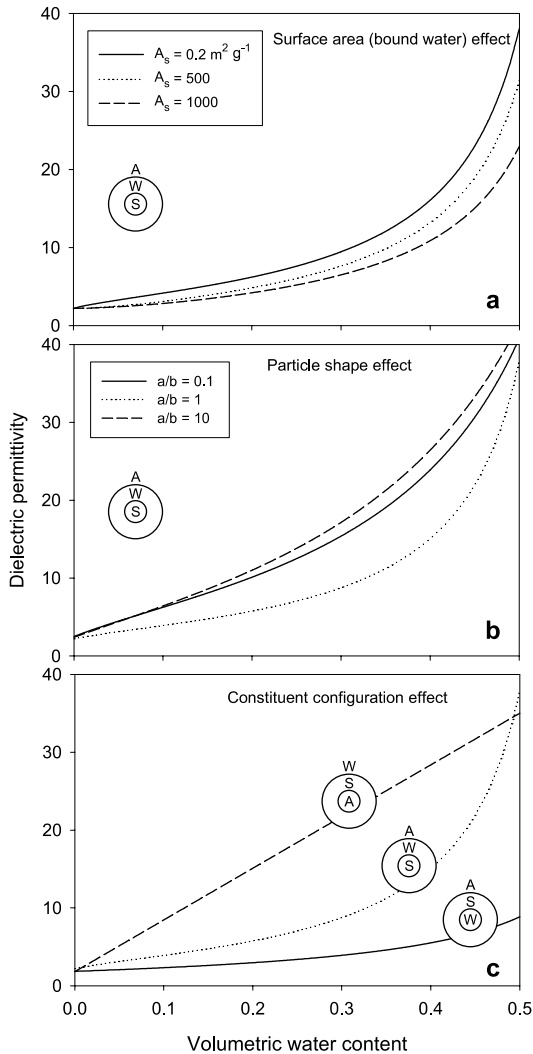 40
Surface area (bound water) effect
A_s = 0.2 m² g⁻¹
A_s = 500
A_s = 1000
30
A
W
S
20
10
a
0
40
Particle shape effect
a/b = 0.1
a/b = 1
a/b = 10
30
A
W
S
20
10
b
0
Dielectric permittivity
40
Constituent configuration effect
W
S
A
30
A
W
S
20
A
S
W
10
c
0
0.0 0.1 0.2 0.3 0.4 0.5
Volumetric water content